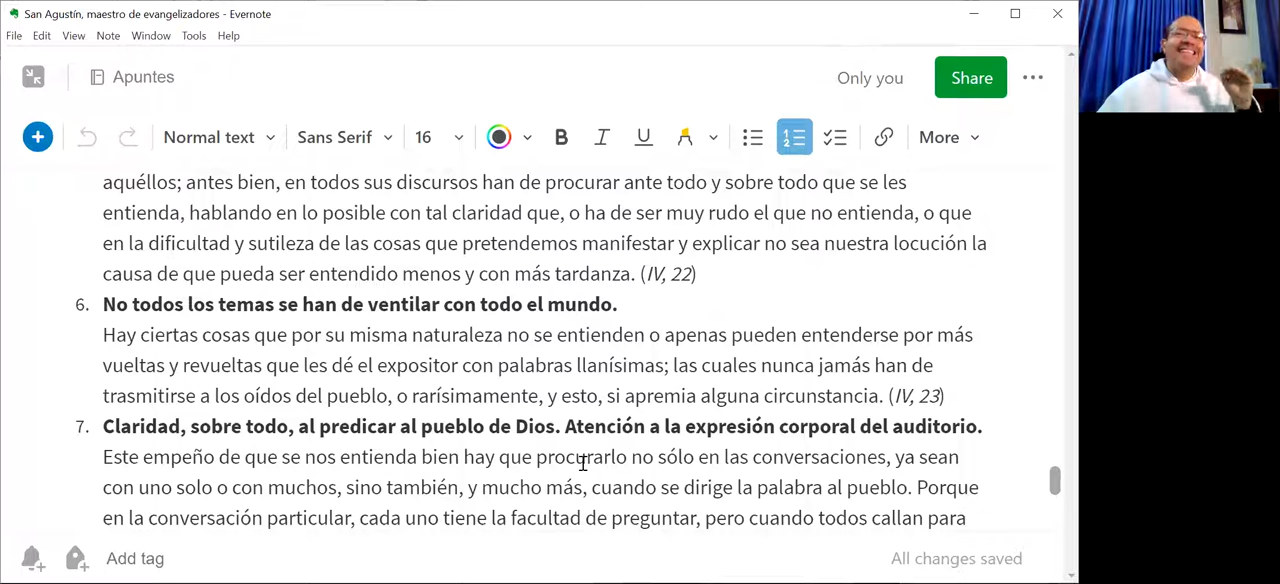 San Agustín, maestro de evangelizadores - Evernote
File Edit View Note Window Tools Help
Apuntes
Only you
Share
Normal text
Sans Serif
16
B I U
More
aquéllos; antes bien, en todos sus discursos han de procurar ante todo y sobre todo que se les
entienda, hablando en lo posible con tal claridad que, o ha de ser muy rudo el que no entienda, o que
en la dificultad y sutileza de las cosas que pretendemos manifestar y explicar no sea nuestra locución la
causa de que pueda ser entendido menos y con más tardanza. (IV, 22)
6. No todos los temas se han de ventilar con todo el mundo.
Hay ciertas cosas que por su misma naturaleza no se entienden o apenas pueden entenderse por más
vueltas y revueltas que les dé el expositor con palabras llanísimas; las cuales nunca jamás han de
trasmitirse a los oídos del pueblo, o rarísimamente, y esto, si apremia alguna circunstancia. (IV, 23)
7. Claridad, sobre todo, al predicar al pueblo de Dios. Atención a la expresión corporal del auditorio.
Este empeño de que se nos entienda bien hay que procurarlo no sólo en las conversaciones, ya sean
con uno solo o con muchos, sino también, y mucho más, cuando se dirige la palabra al pueblo. Porque
en la conversación particular, cada uno tiene la facultad de preguntar, pero cuando todos callan para
Add tag
All changes saved